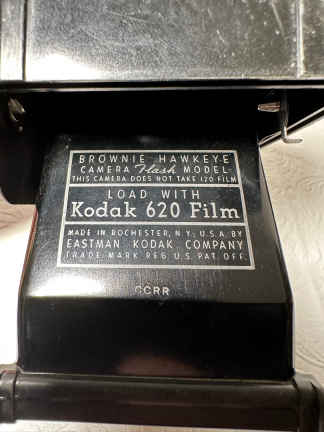 BROWNIE HAWKEYE
CAMERA Flash MODEL
THIS CAMERA DOES NOT TAKE 120 FILM
LOAD WITH
Kodak 620 Film
MADE IN ROCHESTER, N.Y., U.S.A. BY
EASTMAN KODAK COMPANY
TRADE MARK REG. U.S. PAT. OFF.
CCRR